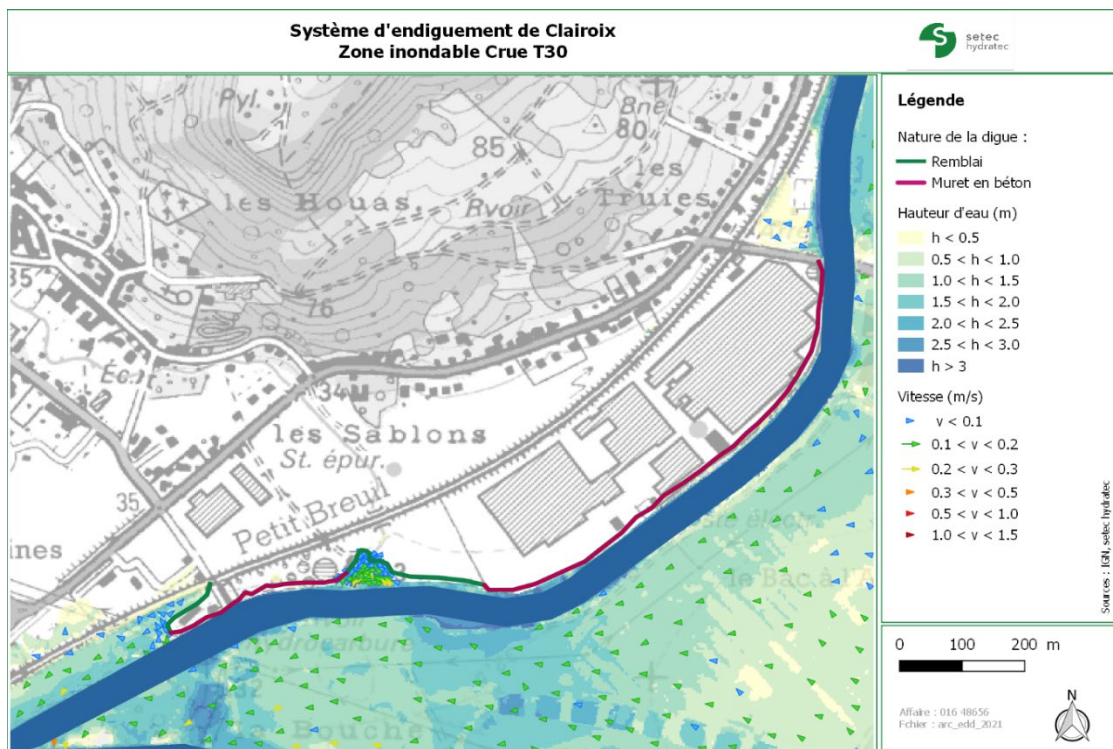 Système d'endiguement de Clairoix
Zone inondable Crue T30
setec
hydratec
Pyl.
Bne
80
85
les
Truies
les Houas
Rvoir
76
35
34
les Sablons
St. épur.
35
Petit Breuil
ines
Légende
Nature de la digue :
Remblai
Muret en béton
Hauteur d'eau (m)
h < 0.5
0.5 < h < 1.0
1.0 < h < 1.5
1.5 < h < 2.0
2.0 < h < 2.5
2.5 < h < 3.0
h > 3
Vitesse (m/s)
v < 0.1
0.1 < v < 0.2
0.2 < v < 0.3
0.3 < v < 0.5
0.5 < v < 1.0
1.0 < v < 1.5
Sources : IGN, setec hydratec
0 100 200 m
Affaire : 016 48656
Fichier : arc_edd_2021
N